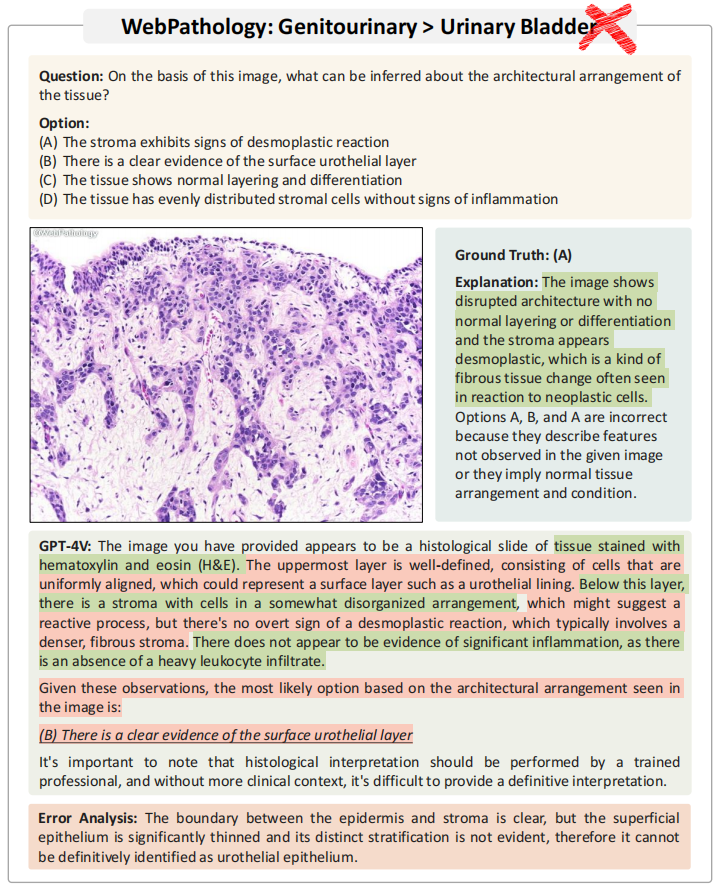 WebPathology: Genitourinary > Urinary Bladder
Question: On the basis of this image, what can be inferred about the architectural arrangement of
the tissue?
Option:
(A) The stroma exhibits signs of desmoplastic reaction
(B) There is a clear evidence of the surface urothelial layer
(C) The tissue shows normal layering and differentiation
(D) The tissue has evenly distributed stromal cells without signs of inflammation
©WebPathology
Ground Truth: (A)
Explanation: The image shows
disrupted architecture with no
normal layering or differentiation
and the stroma appears
desmoplastic, which is a kind of
fibrous tissue change often seen
in reaction to neoplastic cells.
Options A, B, and A are incorrect
because they describe features
not observed in the given image
or they imply normal tissue
arrangement and condition.
GPT-4V: The image you have provided appears to be a histological slide of tissue stained with
hematoxylin and eosin (H&E). The uppermost layer is well-defined, consisting of cells that are
uniformly aligned, which could represent a surface layer such as a urothelial lining. Below this layer,
there is a stroma with cells in a somewhat disorganized arrangement, which might suggest a
reactive process, but there's no overt sign of a desmoplastic reaction, which typically involves a
denser, fibrous stroma. There does not appear to be evidence of significant inflammation, as there
is an absence of a heavy leukocyte infiltrate.
Given these observations, the most likely option based on the architectural arrangement seen in
the image is:
(B) There is a clear evidence of the surface urothelial layer
It's important to note that histological interpretation should be performed by a trained
professional, and without more clinical context, it's difficult to provide a definitive interpretation.
Error Analysis: The boundary between the epidermis and stroma is clear, but the superficial
epithelium is significantly thinned and its distinct stratification is not evident, therefore it cannot
be definitively identified as urothelial epithelium.